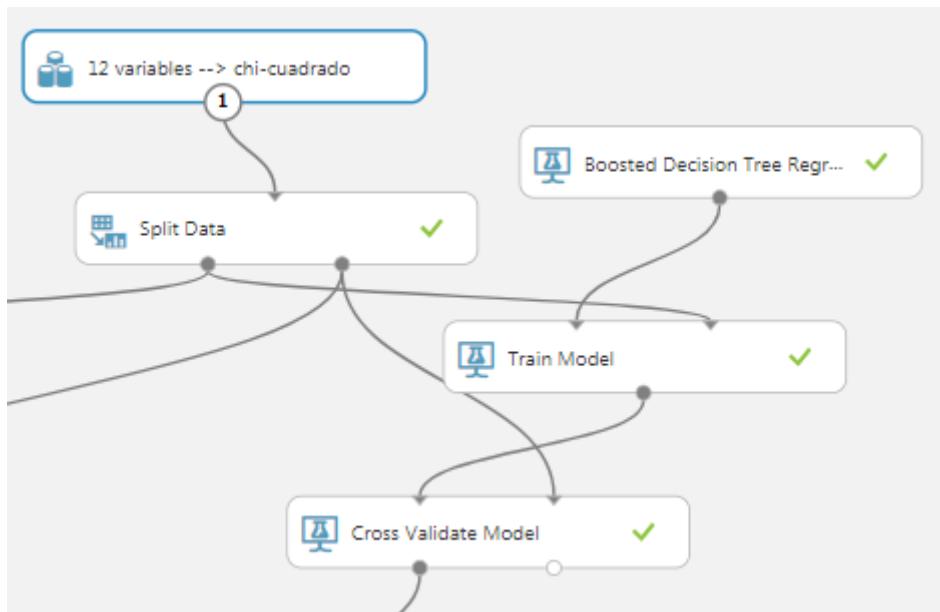 12 variables --> chi-cuadrado
1
Boosted Decision Tree Regr...
Split Data
Train Model
Cross Validate Model